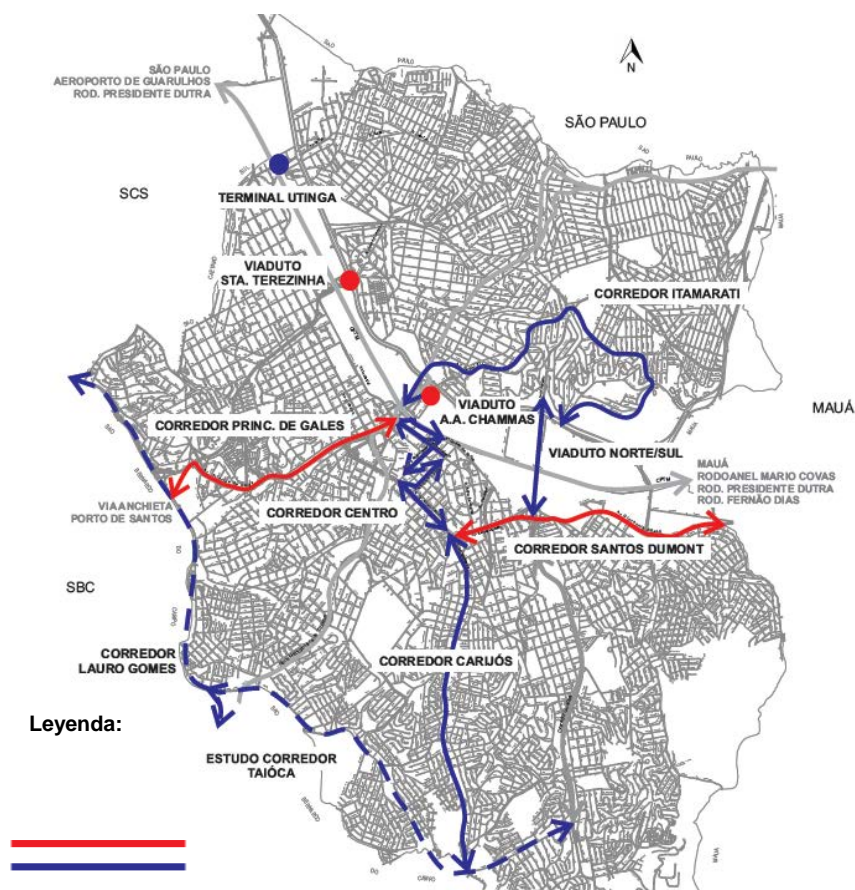 SÃO PAULO
AEROPORTO DE GUARULHOS
ROD. PRESIDENTE DUTRA
N
SÃO PAULO
SCS
TERMINAL UTINGA
VIADUTO
STA. TEREZINHA
CORREDOR ITAMARATI
CORREDOR PRINC. DE GALES
VIADUTO
A.A. CHAMMAS
MAUÁ
VIADUTO NORTE/SUL
MAUÁ
RODOANEL MARIO COVAS
ROD. PRESIDENTE DUTRA
ROD. FERNÃO DIAS
CPTM
VIA ANCHIETA
PORTO DE SANTOS
CORREDOR CENTRO
CORREDOR SANTOS DUMONT
SBC
CORREDOR
LAURO GOMES
CORREDOR CARIJÓS
Leyenda:
ESTUDO CORREDOR
TAIÓCA